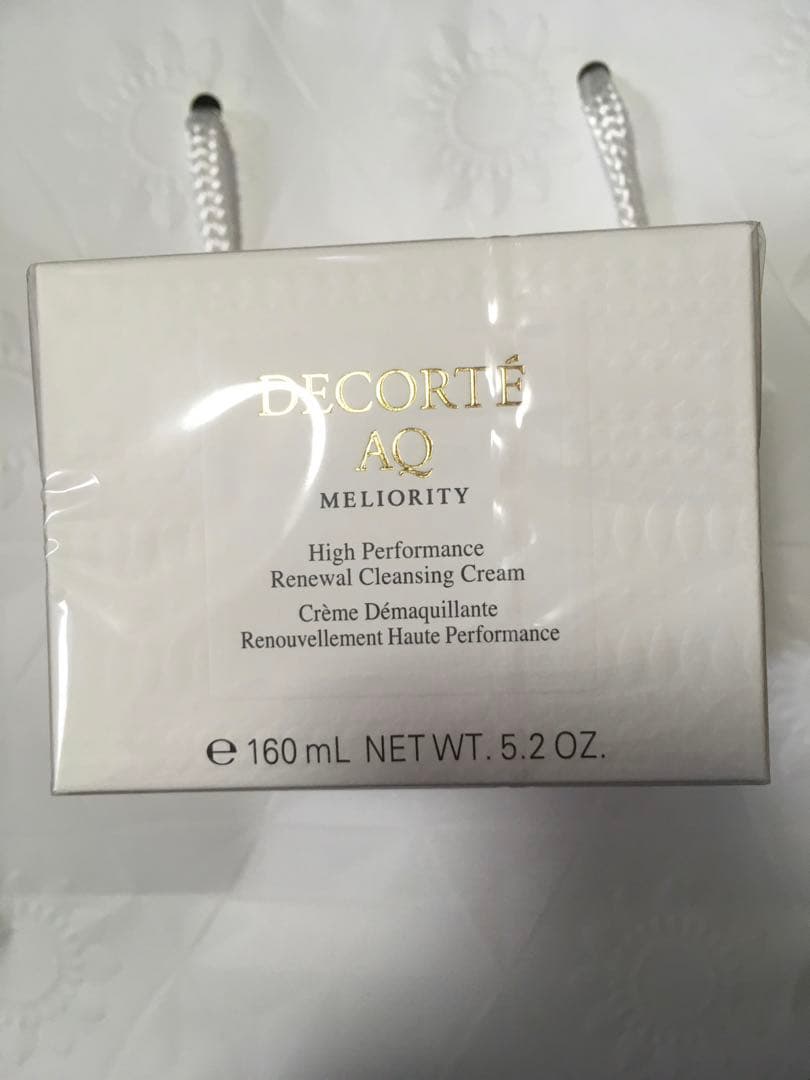 DECORTÉ
AQ
MELIORITY
High Performance
Renewal Cleansing Cream
Crème Démaquillante
Renouvellement Haute Performance
℮ 160 mL NET WT. 5.2 OZ.